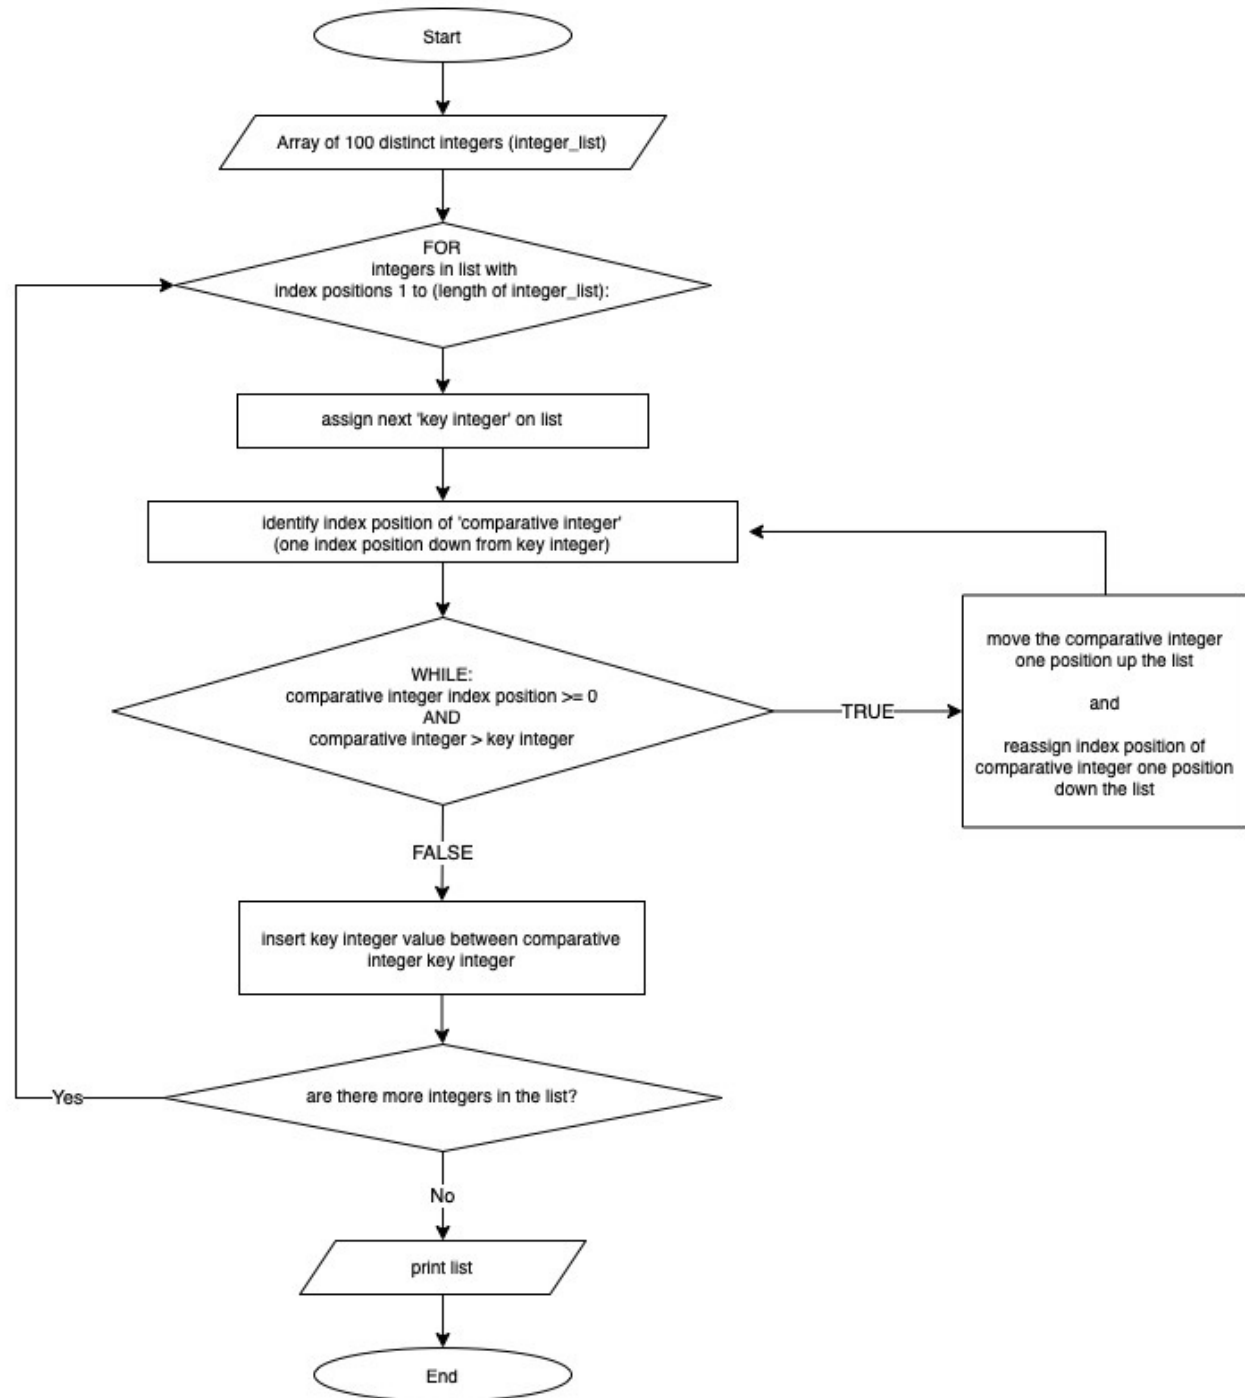 Start
Array of 100 distinct integers (integer_list)
FOR
integers in list with
index positions 1 to (length of integer_list):
assign next 'key integer' on list
identify index position of 'comparative integer'
(one index position down from key integer)
WHILE:
comparative integer index position >= 0
AND
comparative integer > key integer
TRUE
move the comparative integer
one position up the list
and
reassign index position of
comparative integer one position
down the list
FALSE
insert key integer value between comparative
integer key integer
are there more integers in the list?
Yes
No
print list
End